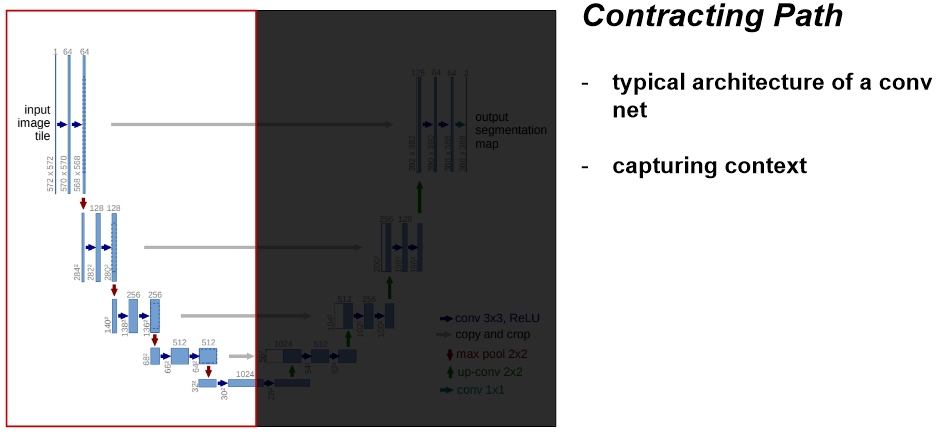 Contracting Path
- typical architecture of a conv
net
- capturing context
1 64 64
input
image
tile
572 x 572
570 x 570
568 x 568
128 128
284²
282²
280²
256 256
140²
138²
136²
512 512
68²
66²
64²
1024
32²
30²
28²
1024 512
512 256
256 128
128 64 64 2
output
segmentation
map
392 x 392
390 x 390
388 x 388
388 x 388
conv 3x3, ReLU
copy and crop
max pool 2x2
up-conv 2x2
conv 1x1